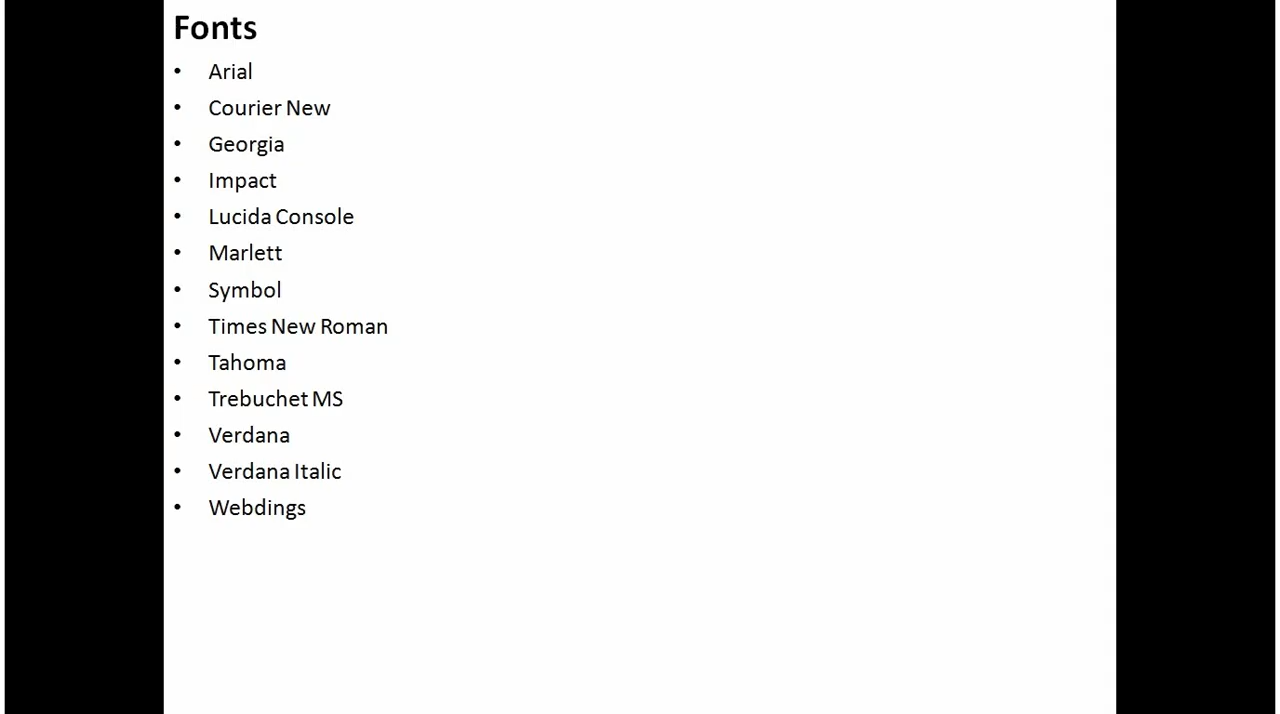 Fonts
• Arial
• Courier New
• Georgia
• Impact
• Lucida Console
• Marlett
• Symbol
• Times New Roman
• Tahoma
• Trebuchet MS
• Verdana
• Verdana Italic
• Webdings